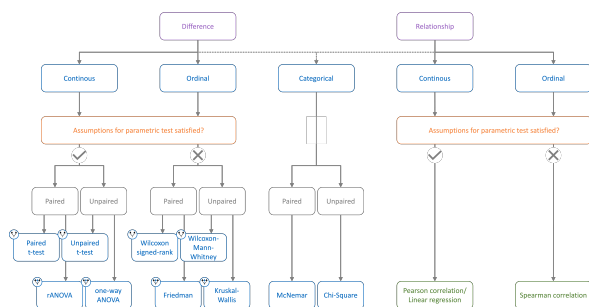 Difference
Relationship
Continous
Ordinal
Categorical
Continous
Ordinal
Assumptions for parametric test satisfied?
Assumptions for parametric test satisfied?
Paired
Unpaired
Paired
Unpaired
Paired
Unpaired
Paired
t-test
Unpaired
t-test
Wilcoxon
signed-rank
Wilcoxon-
Mann-
Whitney
rANOVA
one-way
ANOVA
Friedman
Kruskal-
Wallis
McNemar
Chi-Square
Pearson correlation/
Linear regression
Spearman correlation